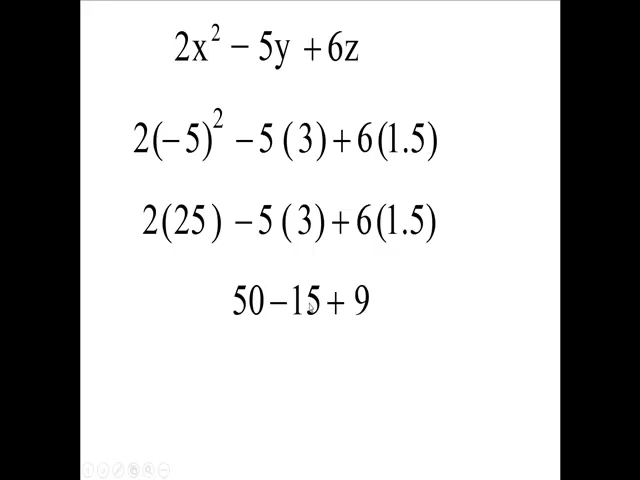 2x² − 5y + 6z
2(−5)² − 5(3) + 6(1.5)
2(25) − 5(3) + 6(1.5)
50 − 15 + 9